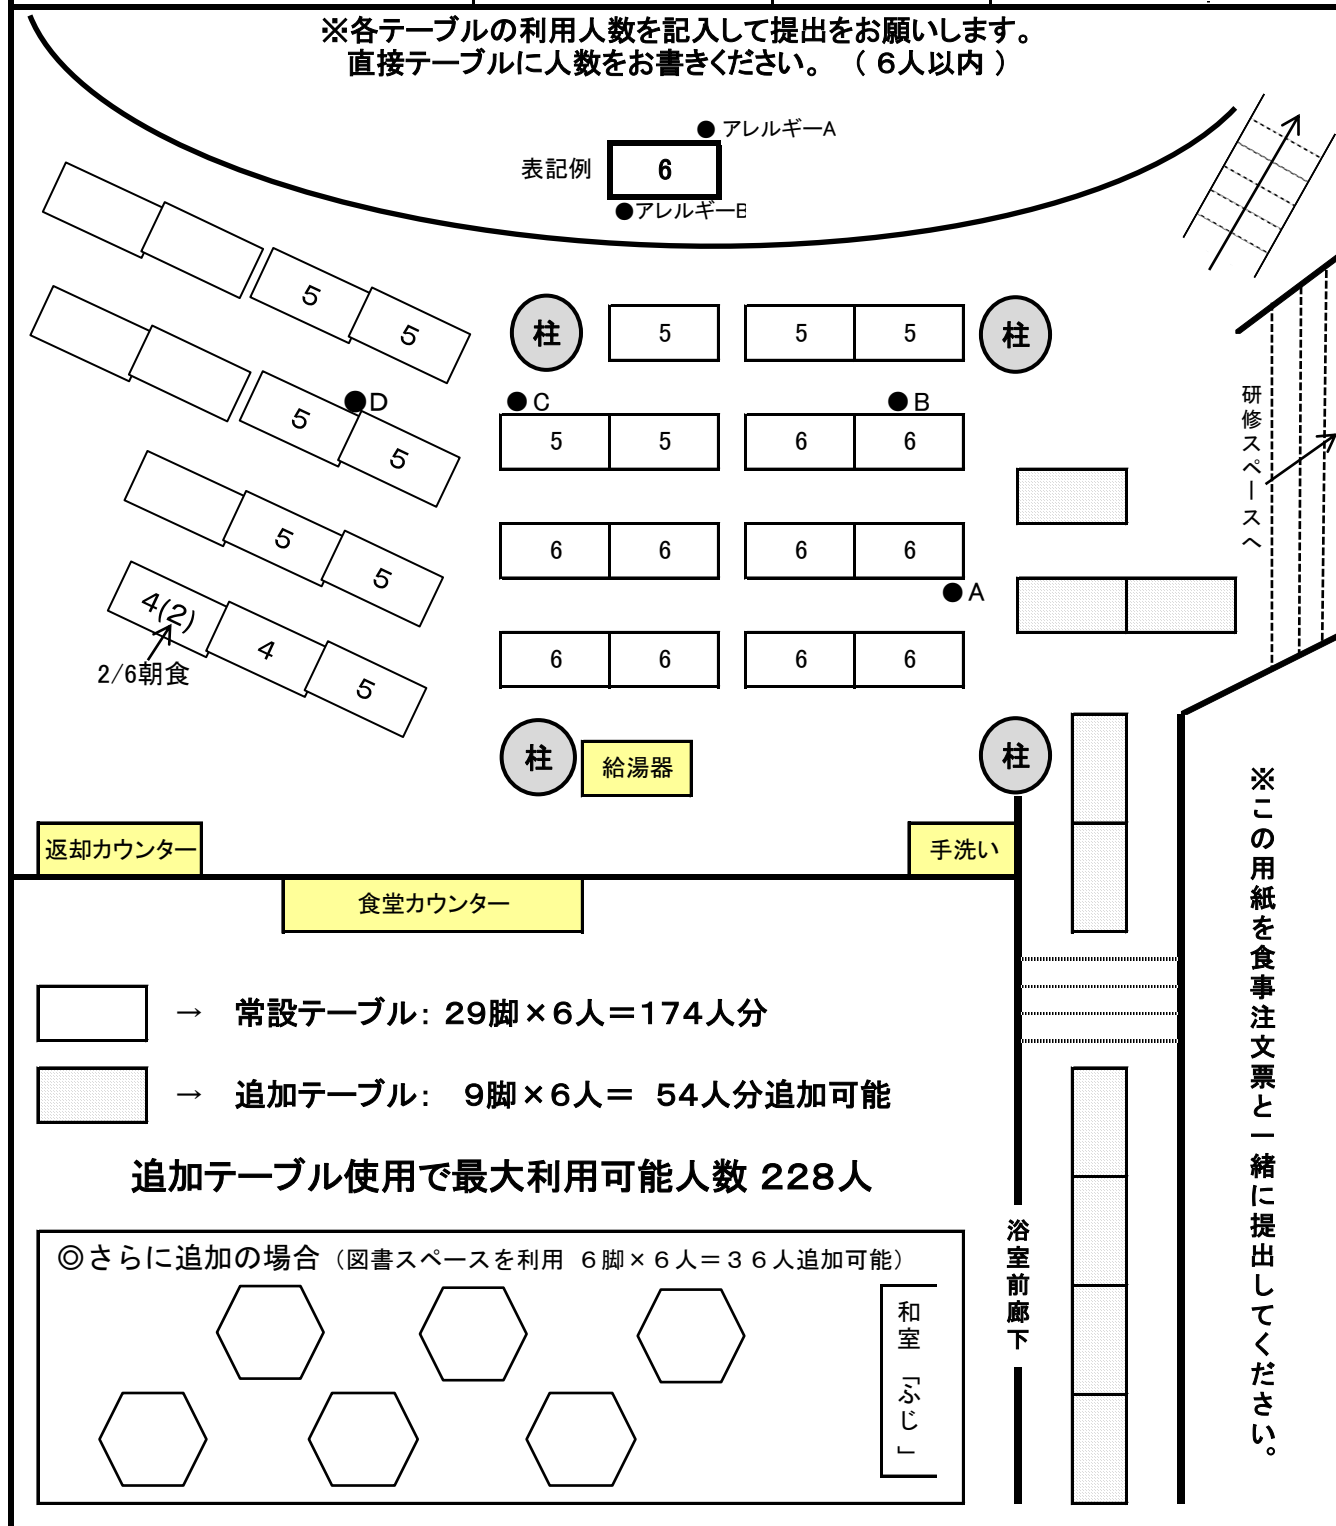 ※各テーブルの利用人数を記入して提出をお願いします。
直接テーブルに人数をお書きください。 （６人以内）
●アレルギーA
表記例
6
●アレルギーB
5
5
柱
5
5
5
柱
●D
●C
●B
5
5
5
5
6
6
研修スペースへ
5
5
6
6
6
6
●A
4(2)
4
5
6
6
6
6
2/6朝食
柱
給湯器
柱
返却カウンター
手洗い
食堂カウンター
※この用紙を食事注文票と一緒に提出してください。
→ 常設テーブル：29脚×6人＝174人分
→ 追加テーブル： 9脚×6人＝ 54人分追加可能
追加テーブル使用で最大利用可能人数 228人
浴室前廊下
◎さらに追加の場合（図書スペースを利用 ６脚×６人＝３６人追加可能）
和室「ふじ」